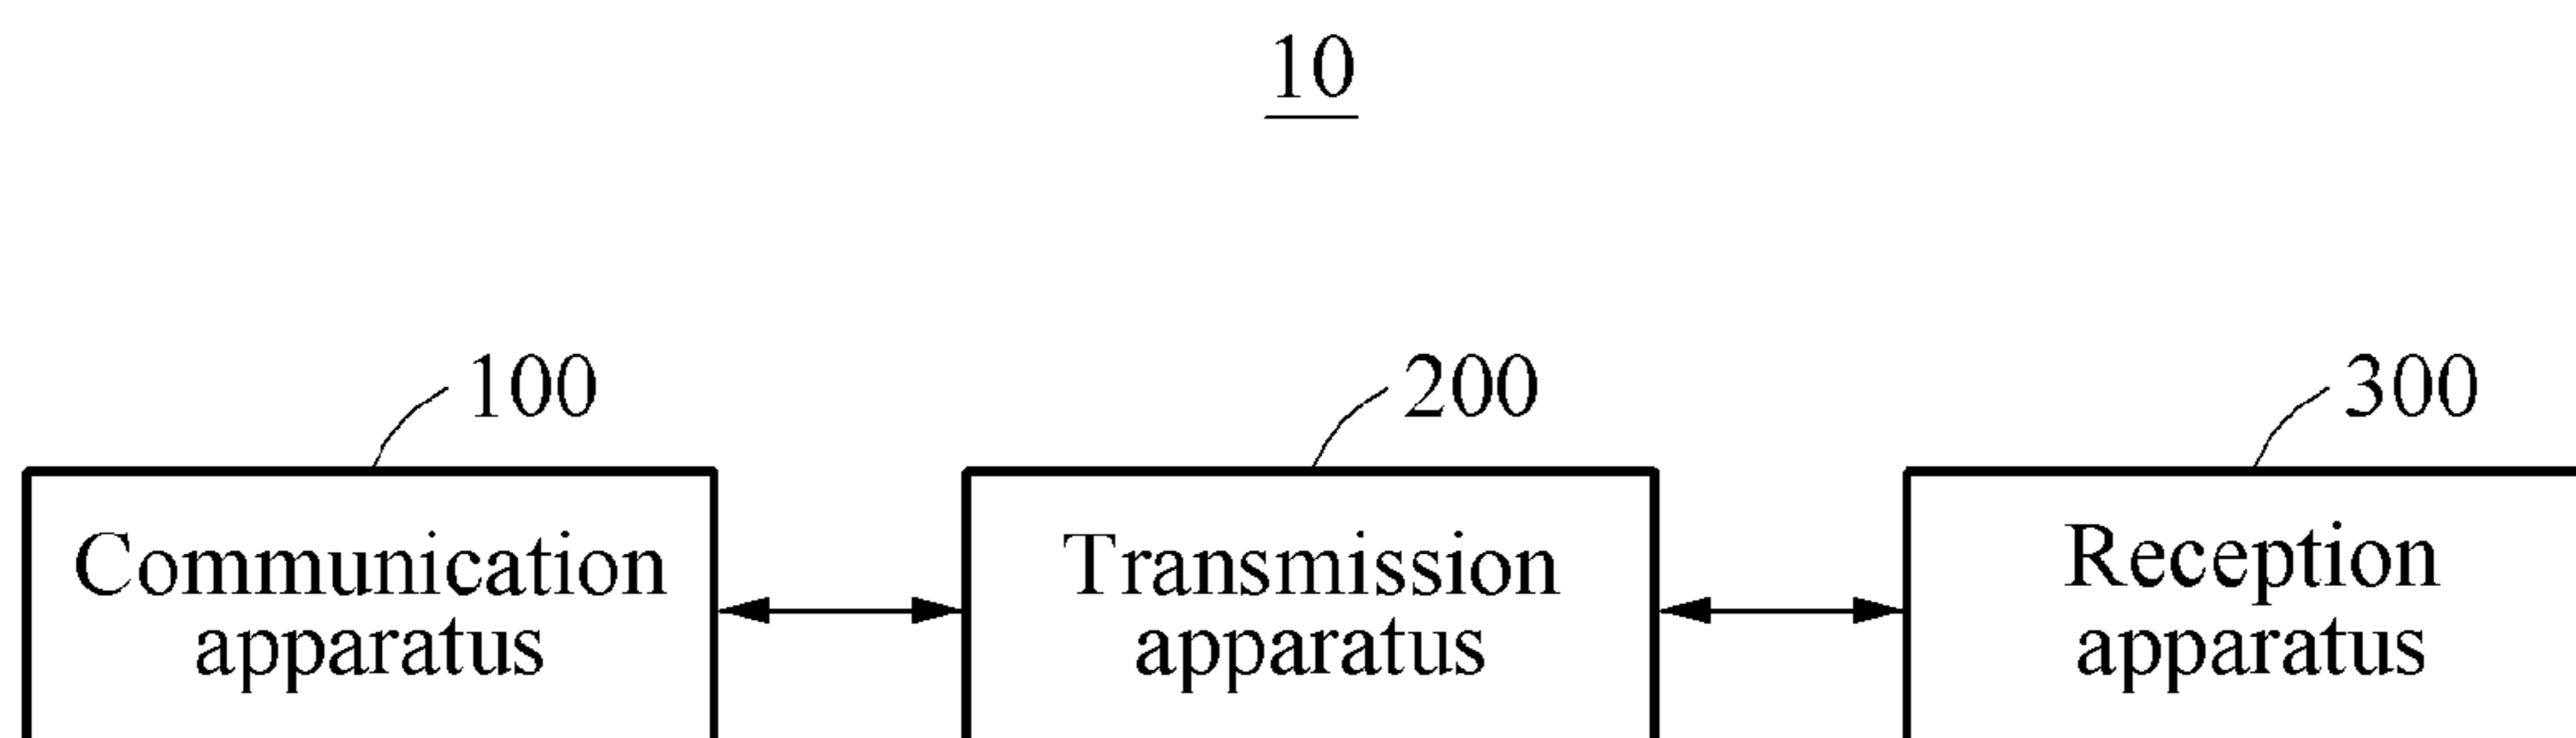 10
100
200
300
Communication
apparatus
Transmission
apparatus
Reception
apparatus